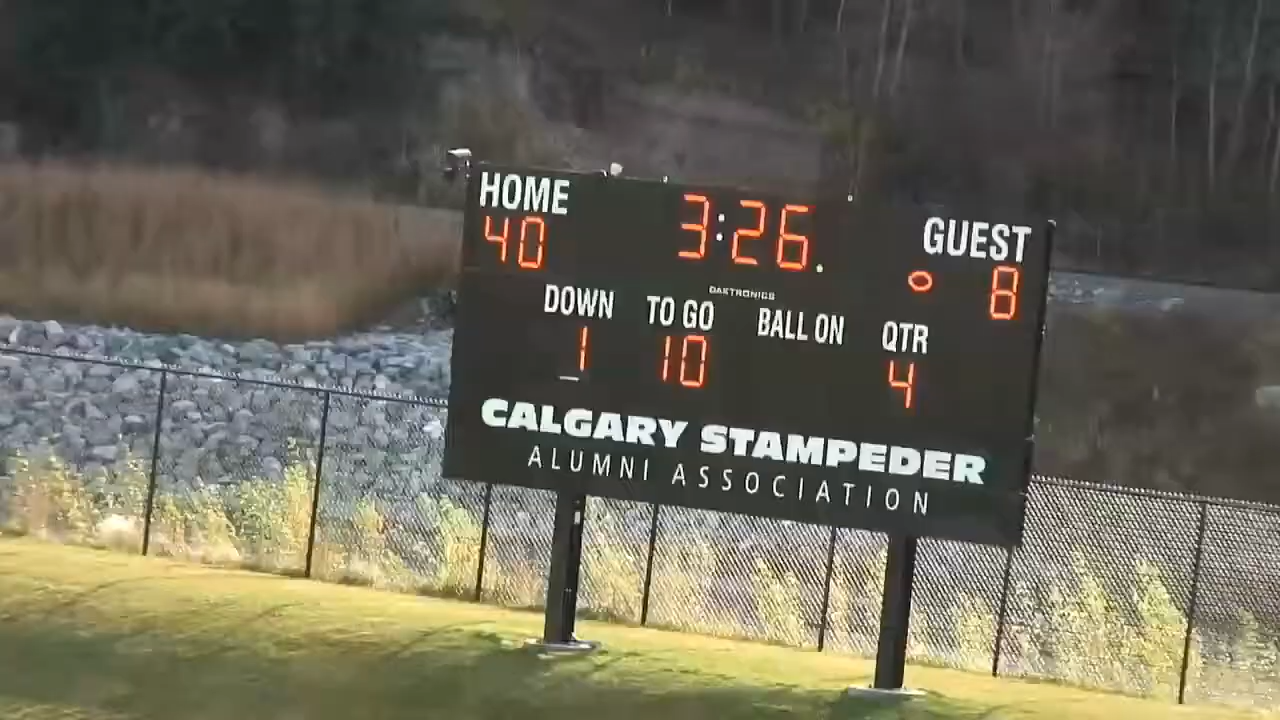 HOME 3:26. GUEST
40 8
DAKTRONICS
DOWN TO GO BALL ON QTR
1 10 4
CALGARY STAMPEDER
ALUMNI ASSOCIATION